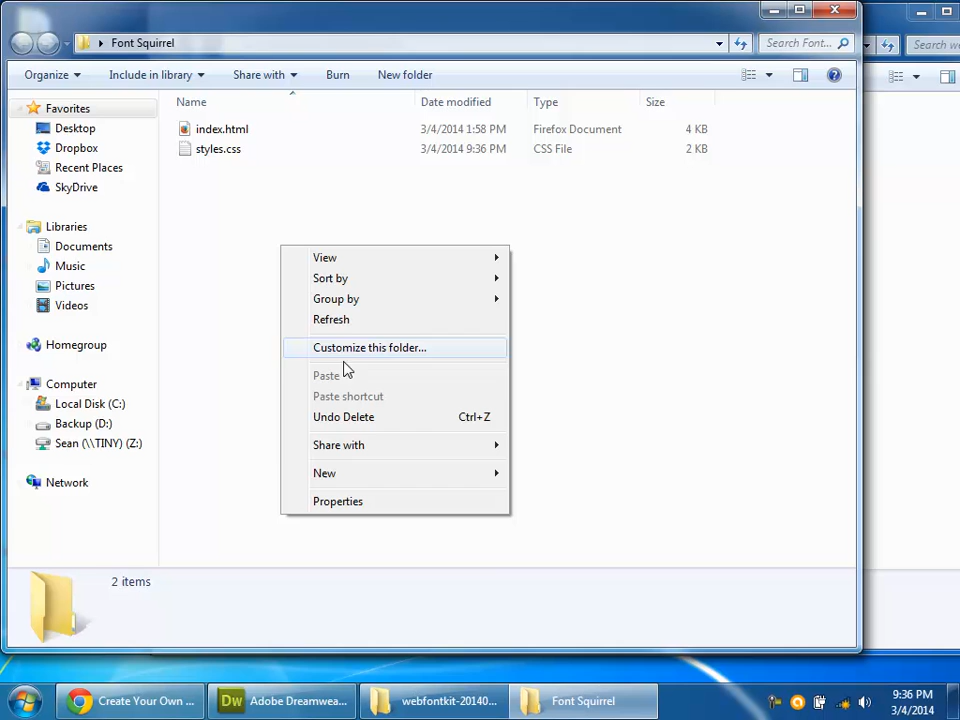 Font Squirrel
Search Font...
Search we
Organize
Include in library
Share with
Burn
New folder
Name
Date modified
Type
Size
Favorites
Desktop
Dropbox
Recent Places
SkyDrive
Libraries
Documents
Music
Pictures
Videos
Homegroup
Computer
Local Disk (C:)
Backup (D:)
Sean (\\TINY) (Z:)
Network
index.html
3/4/2014 1:58 PM
Firefox Document
4 KB
styles.css
3/4/2014 9:36 PM
CSS File
2 KB
View
Sort by
Group by
Refresh
Customize this folder...
Paste
Paste shortcut
Undo Delete
Ctrl+Z
Share with
New
Properties
2 items
Create Your Own ...
Dw
Adobe Dreamwea...
webfontkit-20140...
Font Squirrel
9:36 PM
3/4/2014